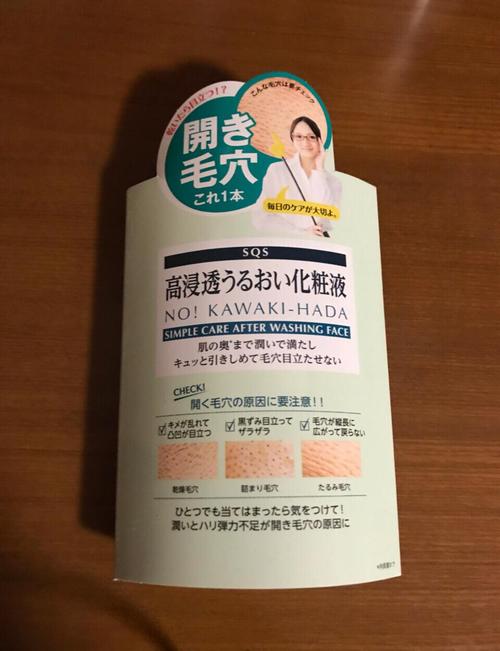 乾いたら目立つ!?
開き
毛穴
これ1本
こんな毛穴は要チェック
毎日のケアが大切よ。
SQS
高浸透うるおい化粧液
NO! KAWAKI-HADA
SIMPLE CARE AFTER WASHING FACE
肌の奥*まで潤いで満たし
キュッと引きしめて毛穴目立たせない
CHECK!
開く毛穴の原因に要注意!!
キメが乱れて
凸凹が目立つ
黒ずみ目立って
ザラザラ
毛穴が縦長に
広がって戻らない
乾燥毛穴
詰まり毛穴
たるみ毛穴
ひとつでも当てはまったら気をつけて!
潤いとハリ弾力不足が開き毛穴の原因に
*角質層まで